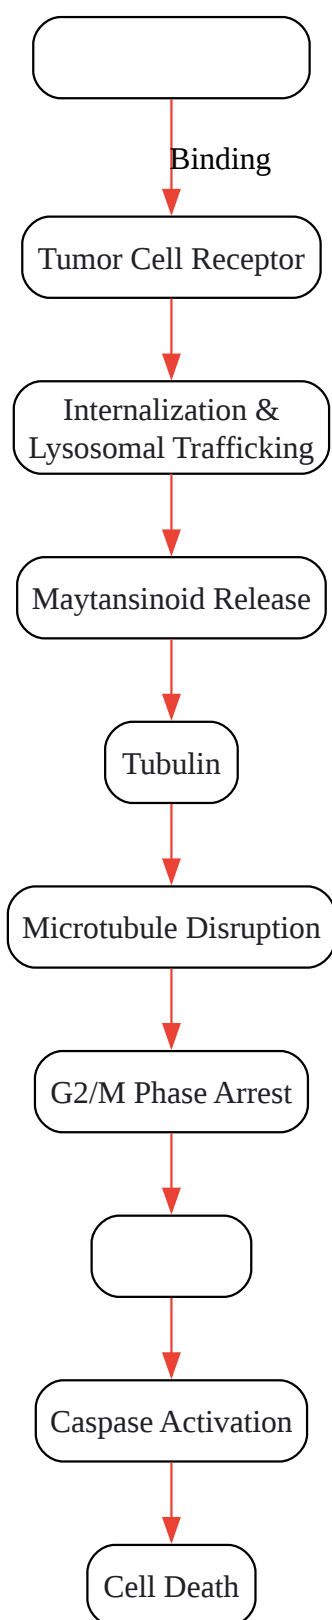 Binding
Tumor Cell Receptor
Internalization &
Lysosomal Trafficking
Maytansinoid Release
Tubulin
Microtubule Disruption
G2/M Phase Arrest
Caspase Activation
Cell Death